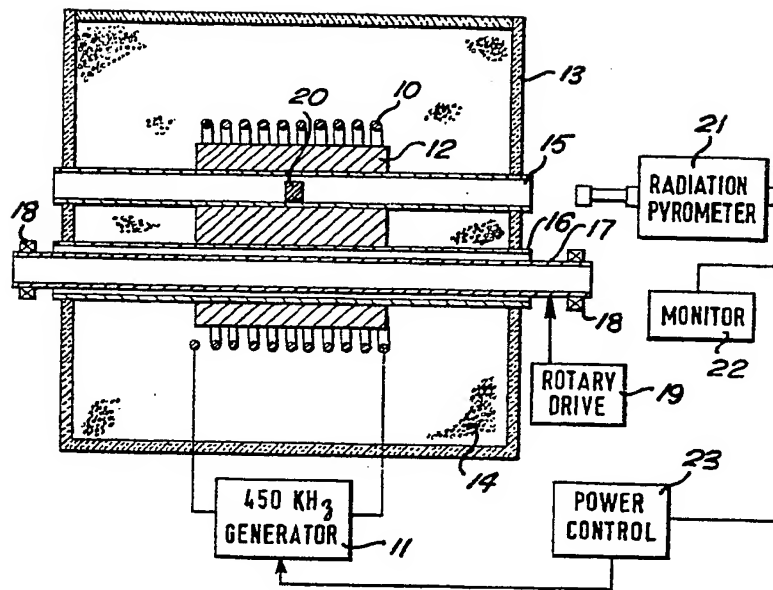 20
10
13
12
21
15
RADIATION
PYROMETER
16
17
18
18
MONITOR
22
ROTARY
DRIVE
19
14
23
450 KHz
GENERATOR
11
POWER
CONTROL